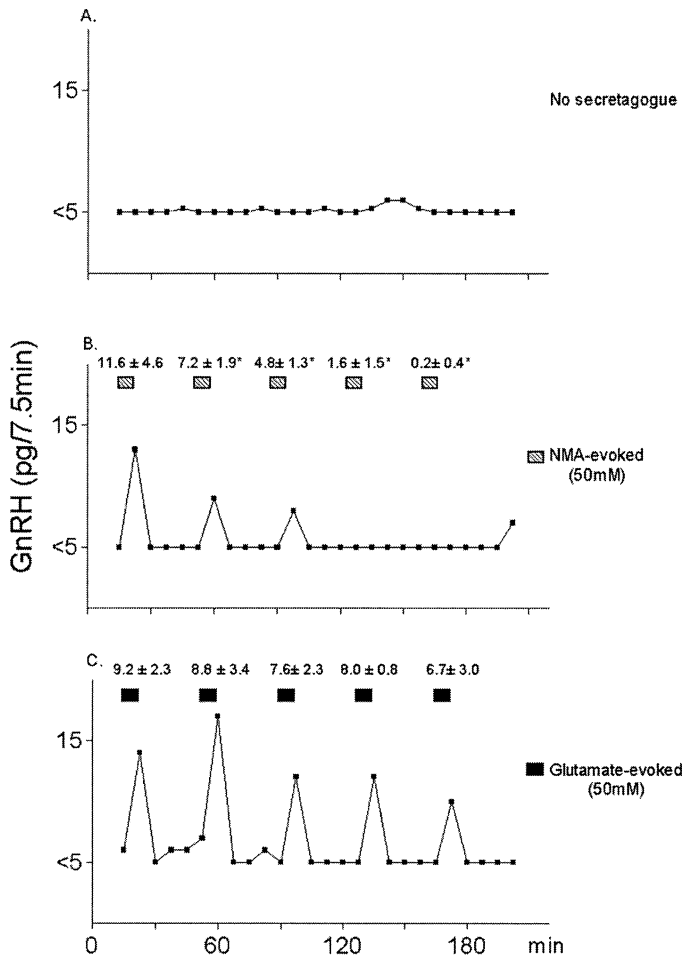 A.
15
No secretagogue
<5
B.
11.6 ± 4.6 7.2 ± 1.9* 4.8± 1.3* 1.6 ± 1.5* 0.2± 0.4*
15
NMA-evoked
(50mM)
<5
GnRH (pg/7.5min)
C.
9.2 ± 2.3 8.8 ± 3.4 7.6± 2.3 8.0 ± 0.8 6.7± 3.0
15
Glutamate-evoked
(50mM)
<5
0 60 120 180 min